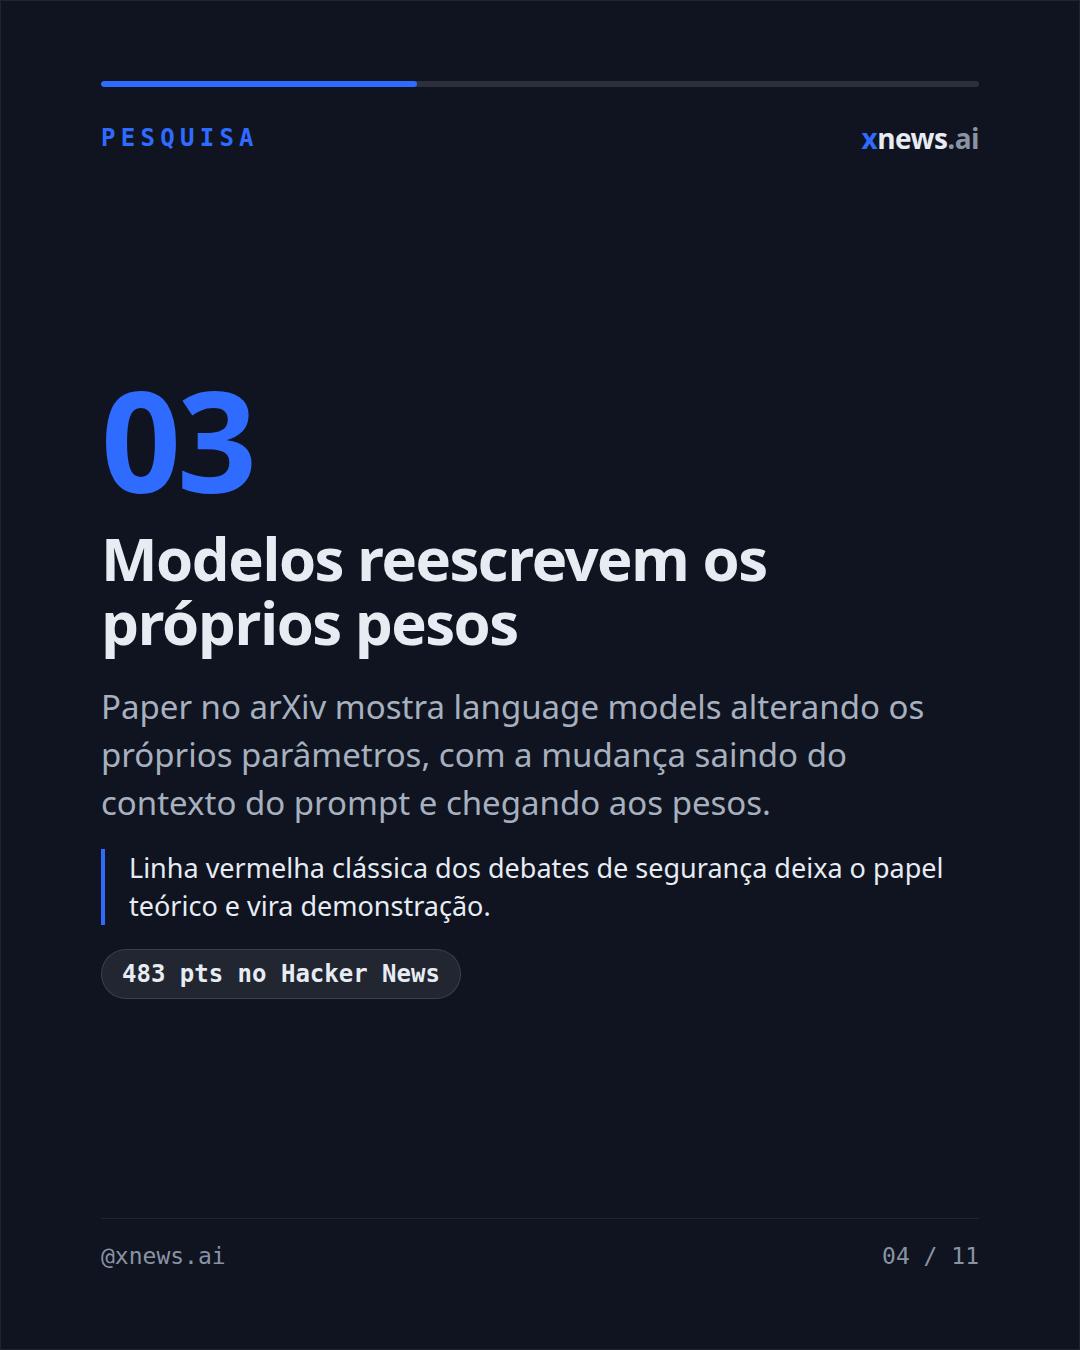 PESQUISA
xnews.ai
03
Modelos reescrevem os
próprios pesos
Paper no arXiv mostra language models alterando os
próprios parâmetros, com a mudança saindo do
contexto do prompt e chegando aos pesos.
Linha vermelha clássica dos debates de segurança deixa o papel
teórico e vira demonstração.
483 pts no Hacker News
@xnews.ai
04 / 11